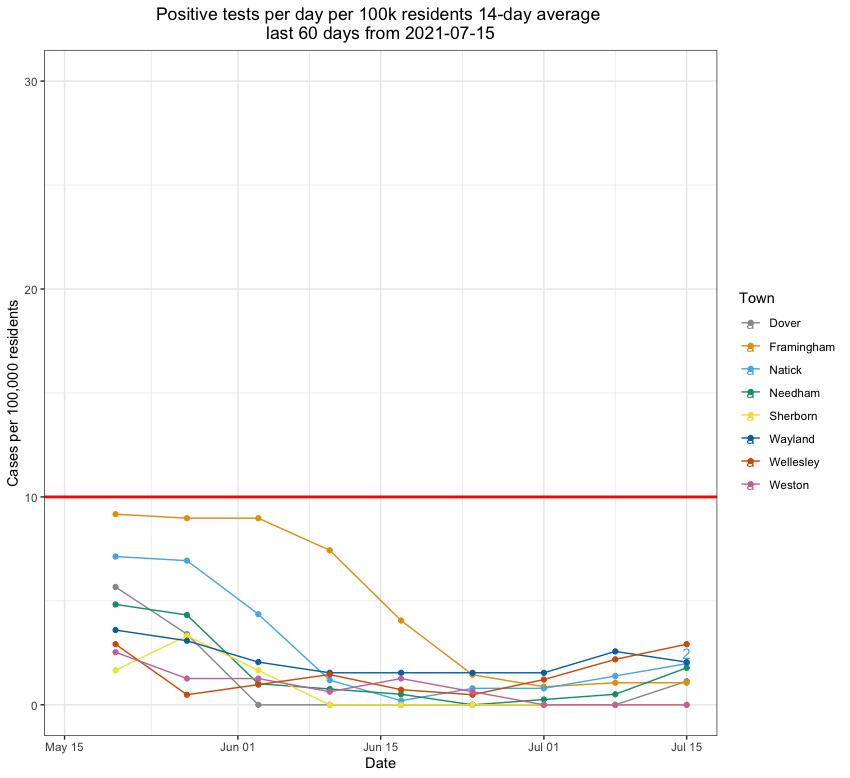 Positive tests per day per 100k residents 14-day average
last 60 days from 2021-07-15
Cases per 100,000 residents
30
20
10
0
2
May 15
Jun 01
Jun 15
Jul 01
Jul 15
Date
Town
a Dover
a Framingham
a Natick
a Needham
a Sherborn
a Wayland
a Wellesley
a Weston